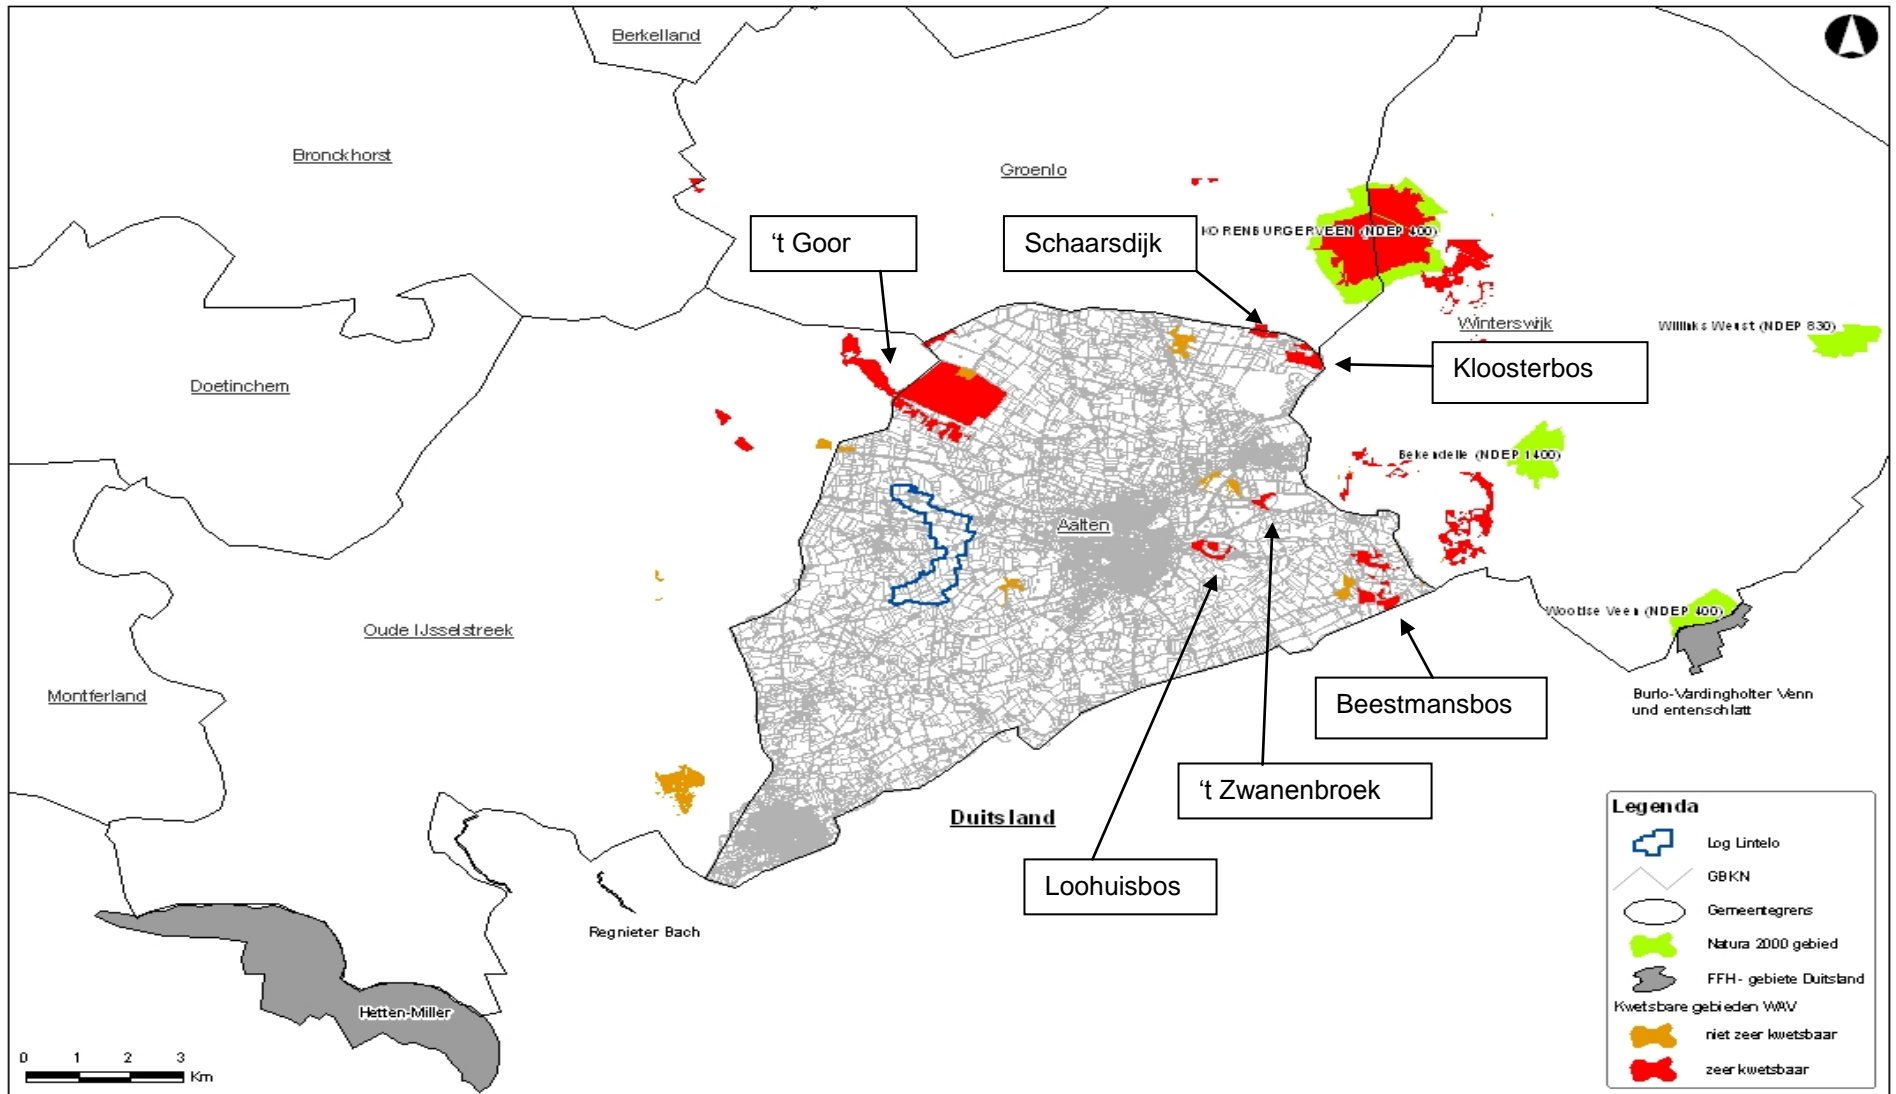 Berkelland
Bronckhorst
Groenlo
‘t Goor
Schaarsdijk
KORENBURGERVEEN (NDEP 400)
Winterswijk
Willinks Weust (NDEP 830)
Kloosterbos
Doetinchem
Bekendelle (NDEP 1400)
Aalten
Oude IJsselstreek
Wooldse Veen (NDEP 400)
Montferland
Beestmansbos
Burlo-Vardingholter Venn
und entenschlatt
‘t Zwanenbroek
Duitsland
Loohuisbos
Regnieter Bach
Hetten-Miller
0 1 2 3
Km
Legenda
Log Lintelo
GBKN
Gemeentegrens
Natura 2000 gebied
FFH- gebiete Duitsland
Kwetsbare gebieden WAV
niet zeer kwetsbaar
zeer kwetsbaar